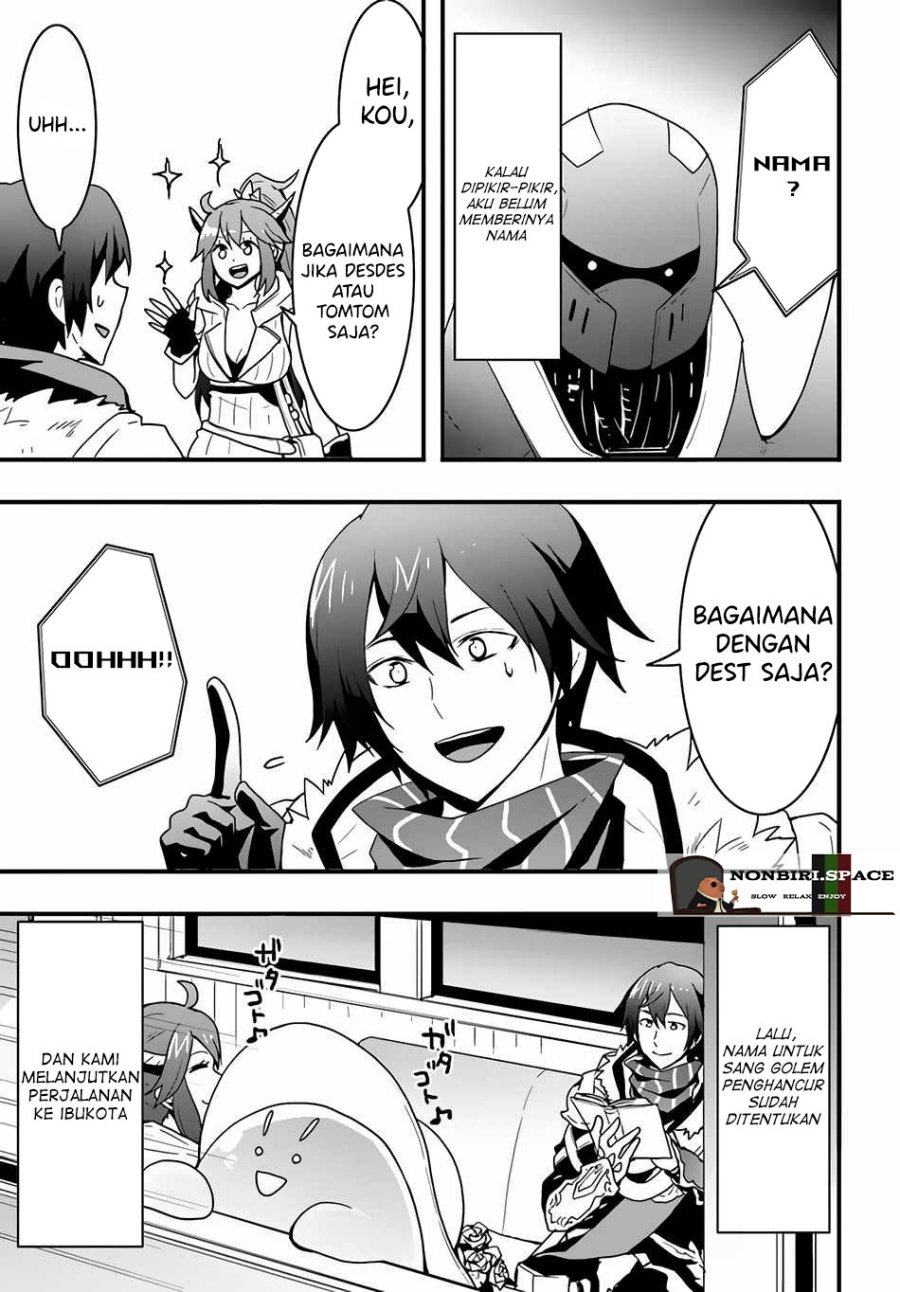 NAMA
?
KALAU
DIPIKIR-PIKIR,
AKU BELUM
MEMBERINYA
NAMA
HEI,
KOU,
BAGAIMANA
JIKA DESDES
ATAU
TOMTOM
SAJA?
UHH...
BAGAIMANA
DENGAN
DEST SAJA?
OOHHH!!
NONBIRI.SPACE
SLOW RELAX ENJOY
LALU,
NAMA UNTUK
SANG GOLEM
PENGHANCUR
SUDAH
DITENTUKAN
ガタ
ゴト♪
ガタ
ゴト♪
DAN KAMI
MELANJUTKAN
PERJALANAN
KE IBUKOTA